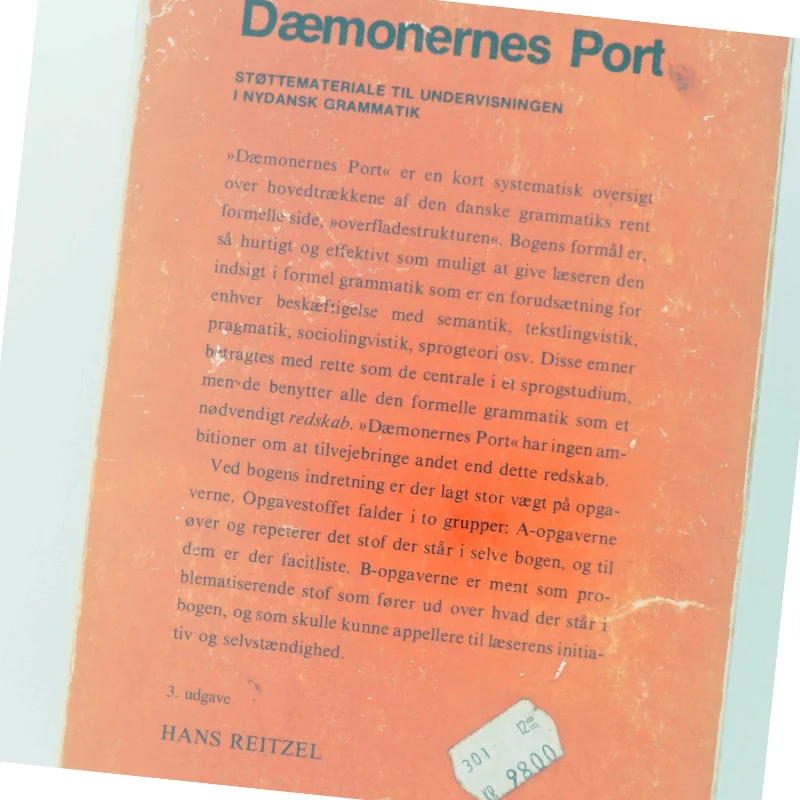 Dæmonernes Port
STØTTEMATERIALE TIL UNDERVISNINGEN
I NYDANSK GRAMMATIK
»Dæmonernes Port« er en kort systematisk oversigt
over hovedtrækkene af den danske grammatiks rent
formelle side, »overfladestrukturen«. Bogens formål er,
så hurtigt og effektivt som muligt at give læseren den
indsigt i formel grammatik som er en forudsætning for
enhver beskæftigelse med semantik, tekstlingvistik,
pragmatik, sociolingvistik, sprogteori osv. Disse emner
betragtes med rette som de centrale i et sprogstudium,
men de benytter alle den formelle grammatik som et
nødvendigt redskab. »Dæmonernes Port« har ingen am-
bitioner om at tilvejebringe andet end dette redskab.
Ved bogens indretning er der lagt stor vægt på opga-
verne. Opgavestoffet falder i to grupper: A-opgaverne
øver og repeterer det stof der står i selve bogen, og til
dem er der facitliste. B-opgaverne er ment som pro-
blematiserende stof som fører ud over hvad der står i
bogen, og som skulle kunne appellere til læserens initia-
tiv og selvstændighed.
3. udgave
HANS REITZEL
301 12 88
KR. 9800